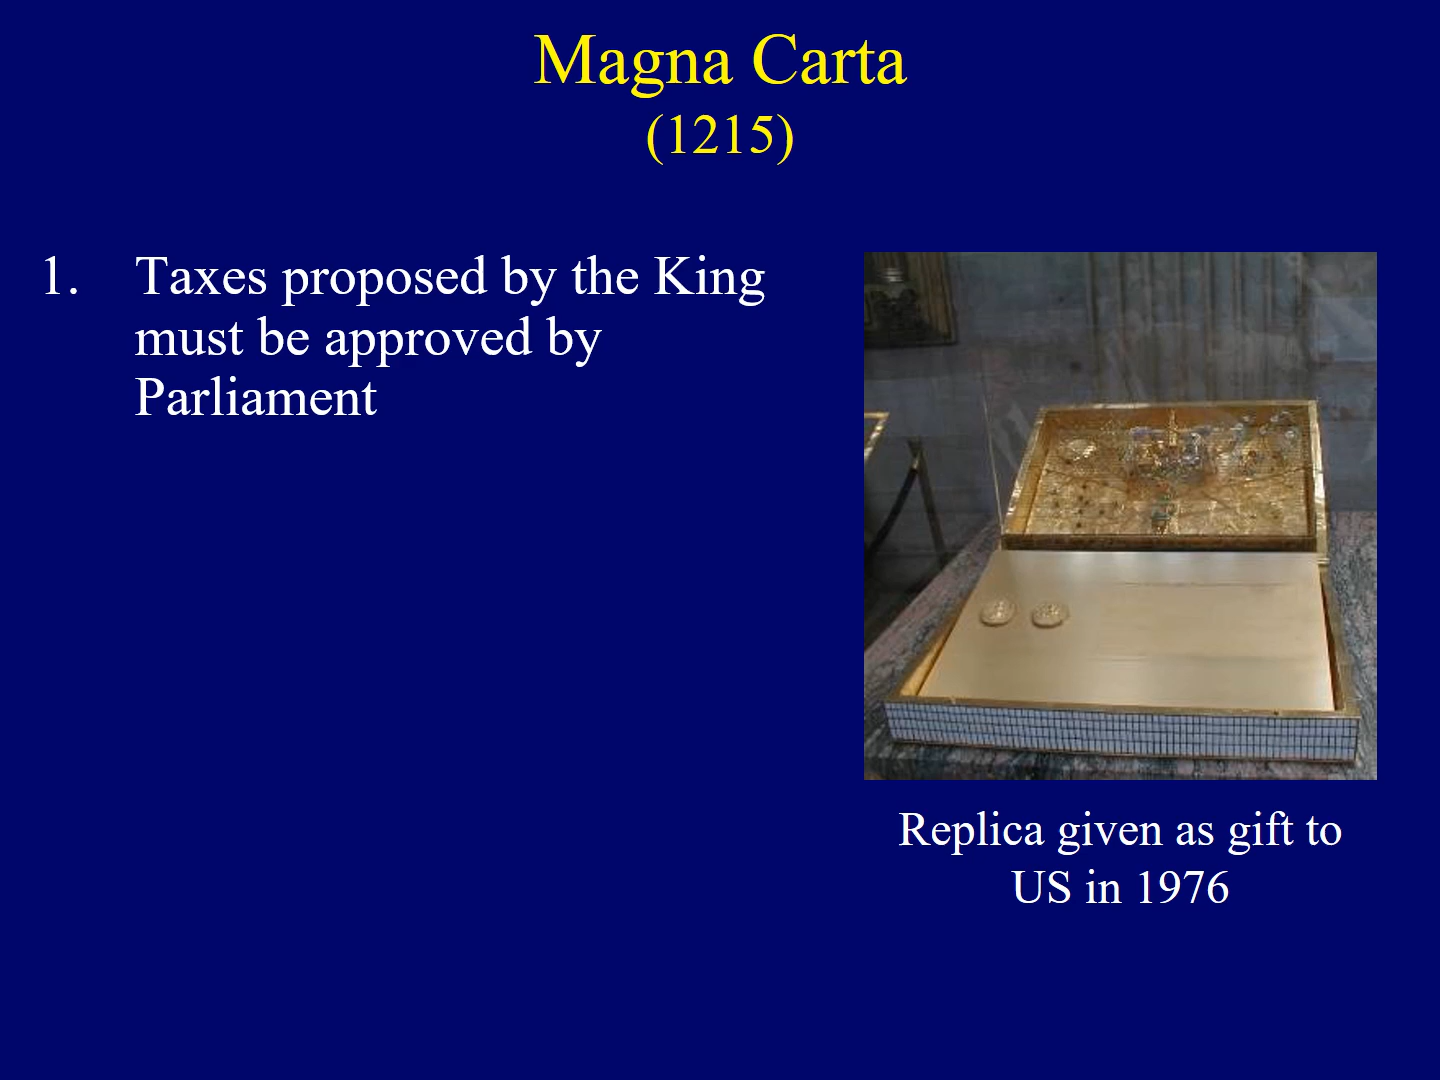 Magna Carta
(1215)
1. Taxes proposed by the King
must be approved by
Parliament
Replica given as gift to
US in 1976